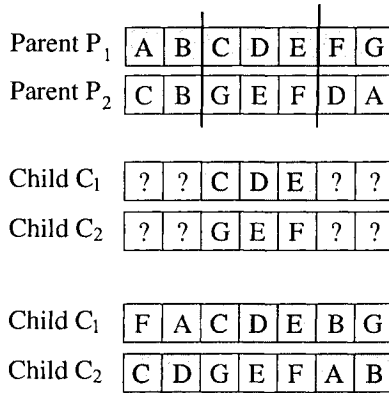 Parent P1 A B C D E F G
Parent P2 C B G E F D A
Child C1 ? ? C D E ? ?
Child C2 ? ? G E F ? ?
Child C1 F A C D E B G
Child C2 C D G E F A B